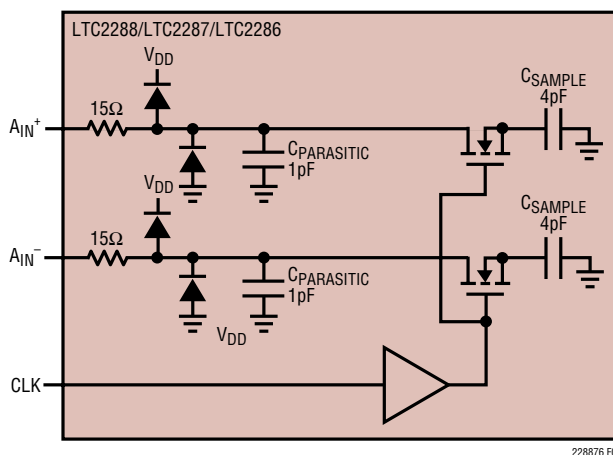 LTC2288/LTC2287/LTC2286
VDD
CSAMPLE
4pF
15Ω
AIN+
CPARASITIC
1pF
VDD
CSAMPLE
4pF
15Ω
AIN–
CPARASITIC
1pF
VDD
CLK
228876